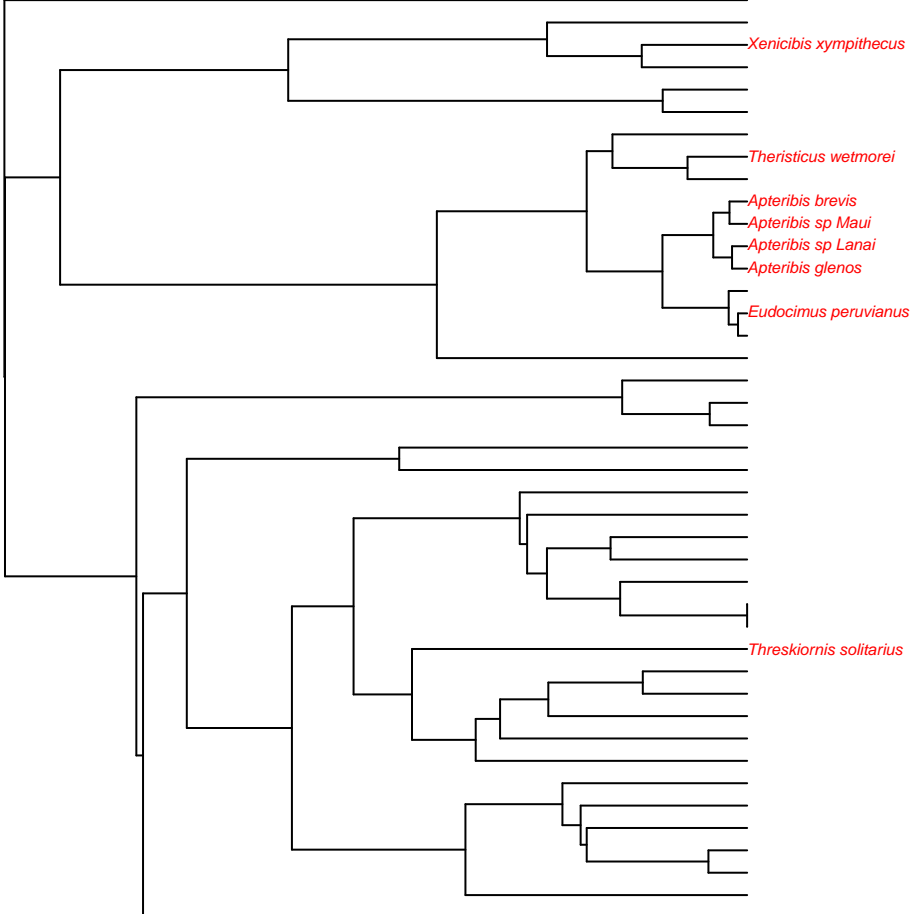 Xenicibis xympithecus
Theristicus wetmorei
Apteribis brevis
Apteribis sp Maui
Apteribis sp Lanai
Apteribis glenos
Eudocimus peruvianus
Threskiornis solitarius